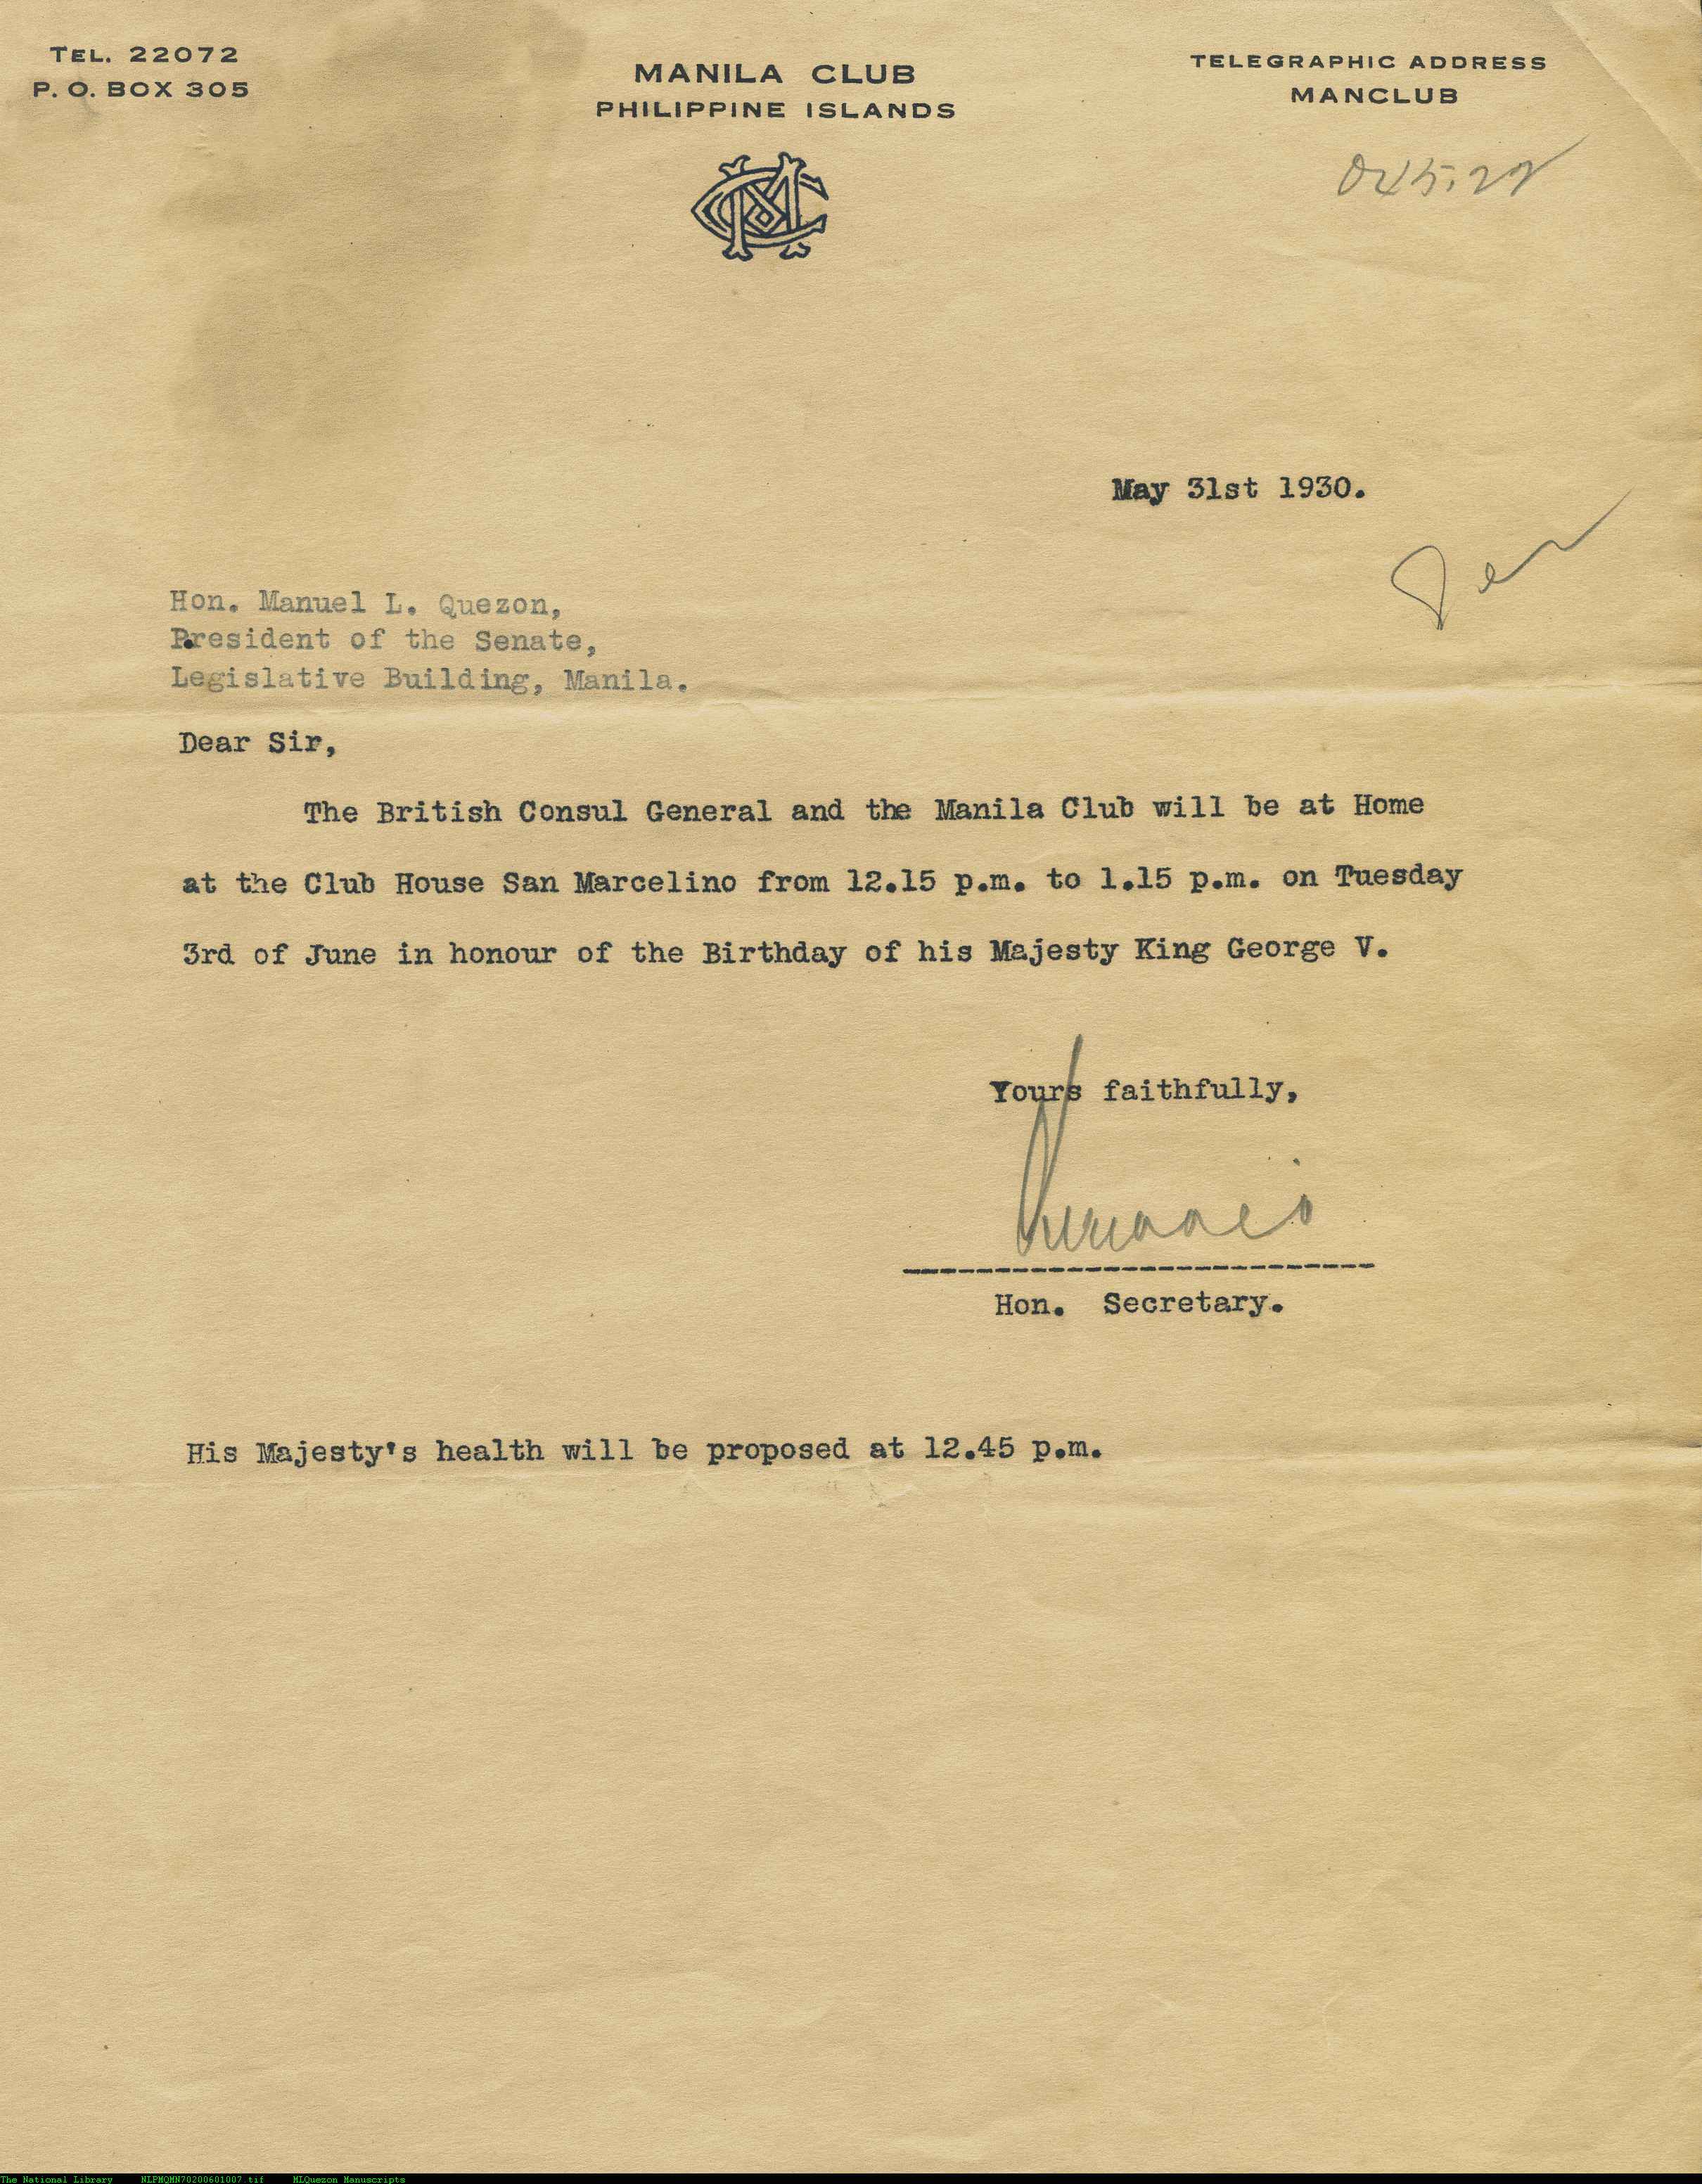 TEL. 22072
P. O. BOX 305
MANILA CLUB
PHILIPPINE ISLANDS
TELEGRAPHIC ADDRESS
MANCLUB
May 31st 1930.
Hon. Manuel L. Quezon,
President of the Senate,
Legislative Building, Manila.
Dear Sir,
The British Consul General and the Manila Club will be at Home
at the Club House San Marcelino from 12.15 p.m. to 1.15 p.m. on Tuesday
3rd of June in honour of the Birthday of his Majesty King George V.
Yours faithfully,
Hon. Secretary.
His Majesty's health will be proposed at 12.45 p.m.
The National Library NLPMQMN70200601007.tif MLQuezon Manuscripts